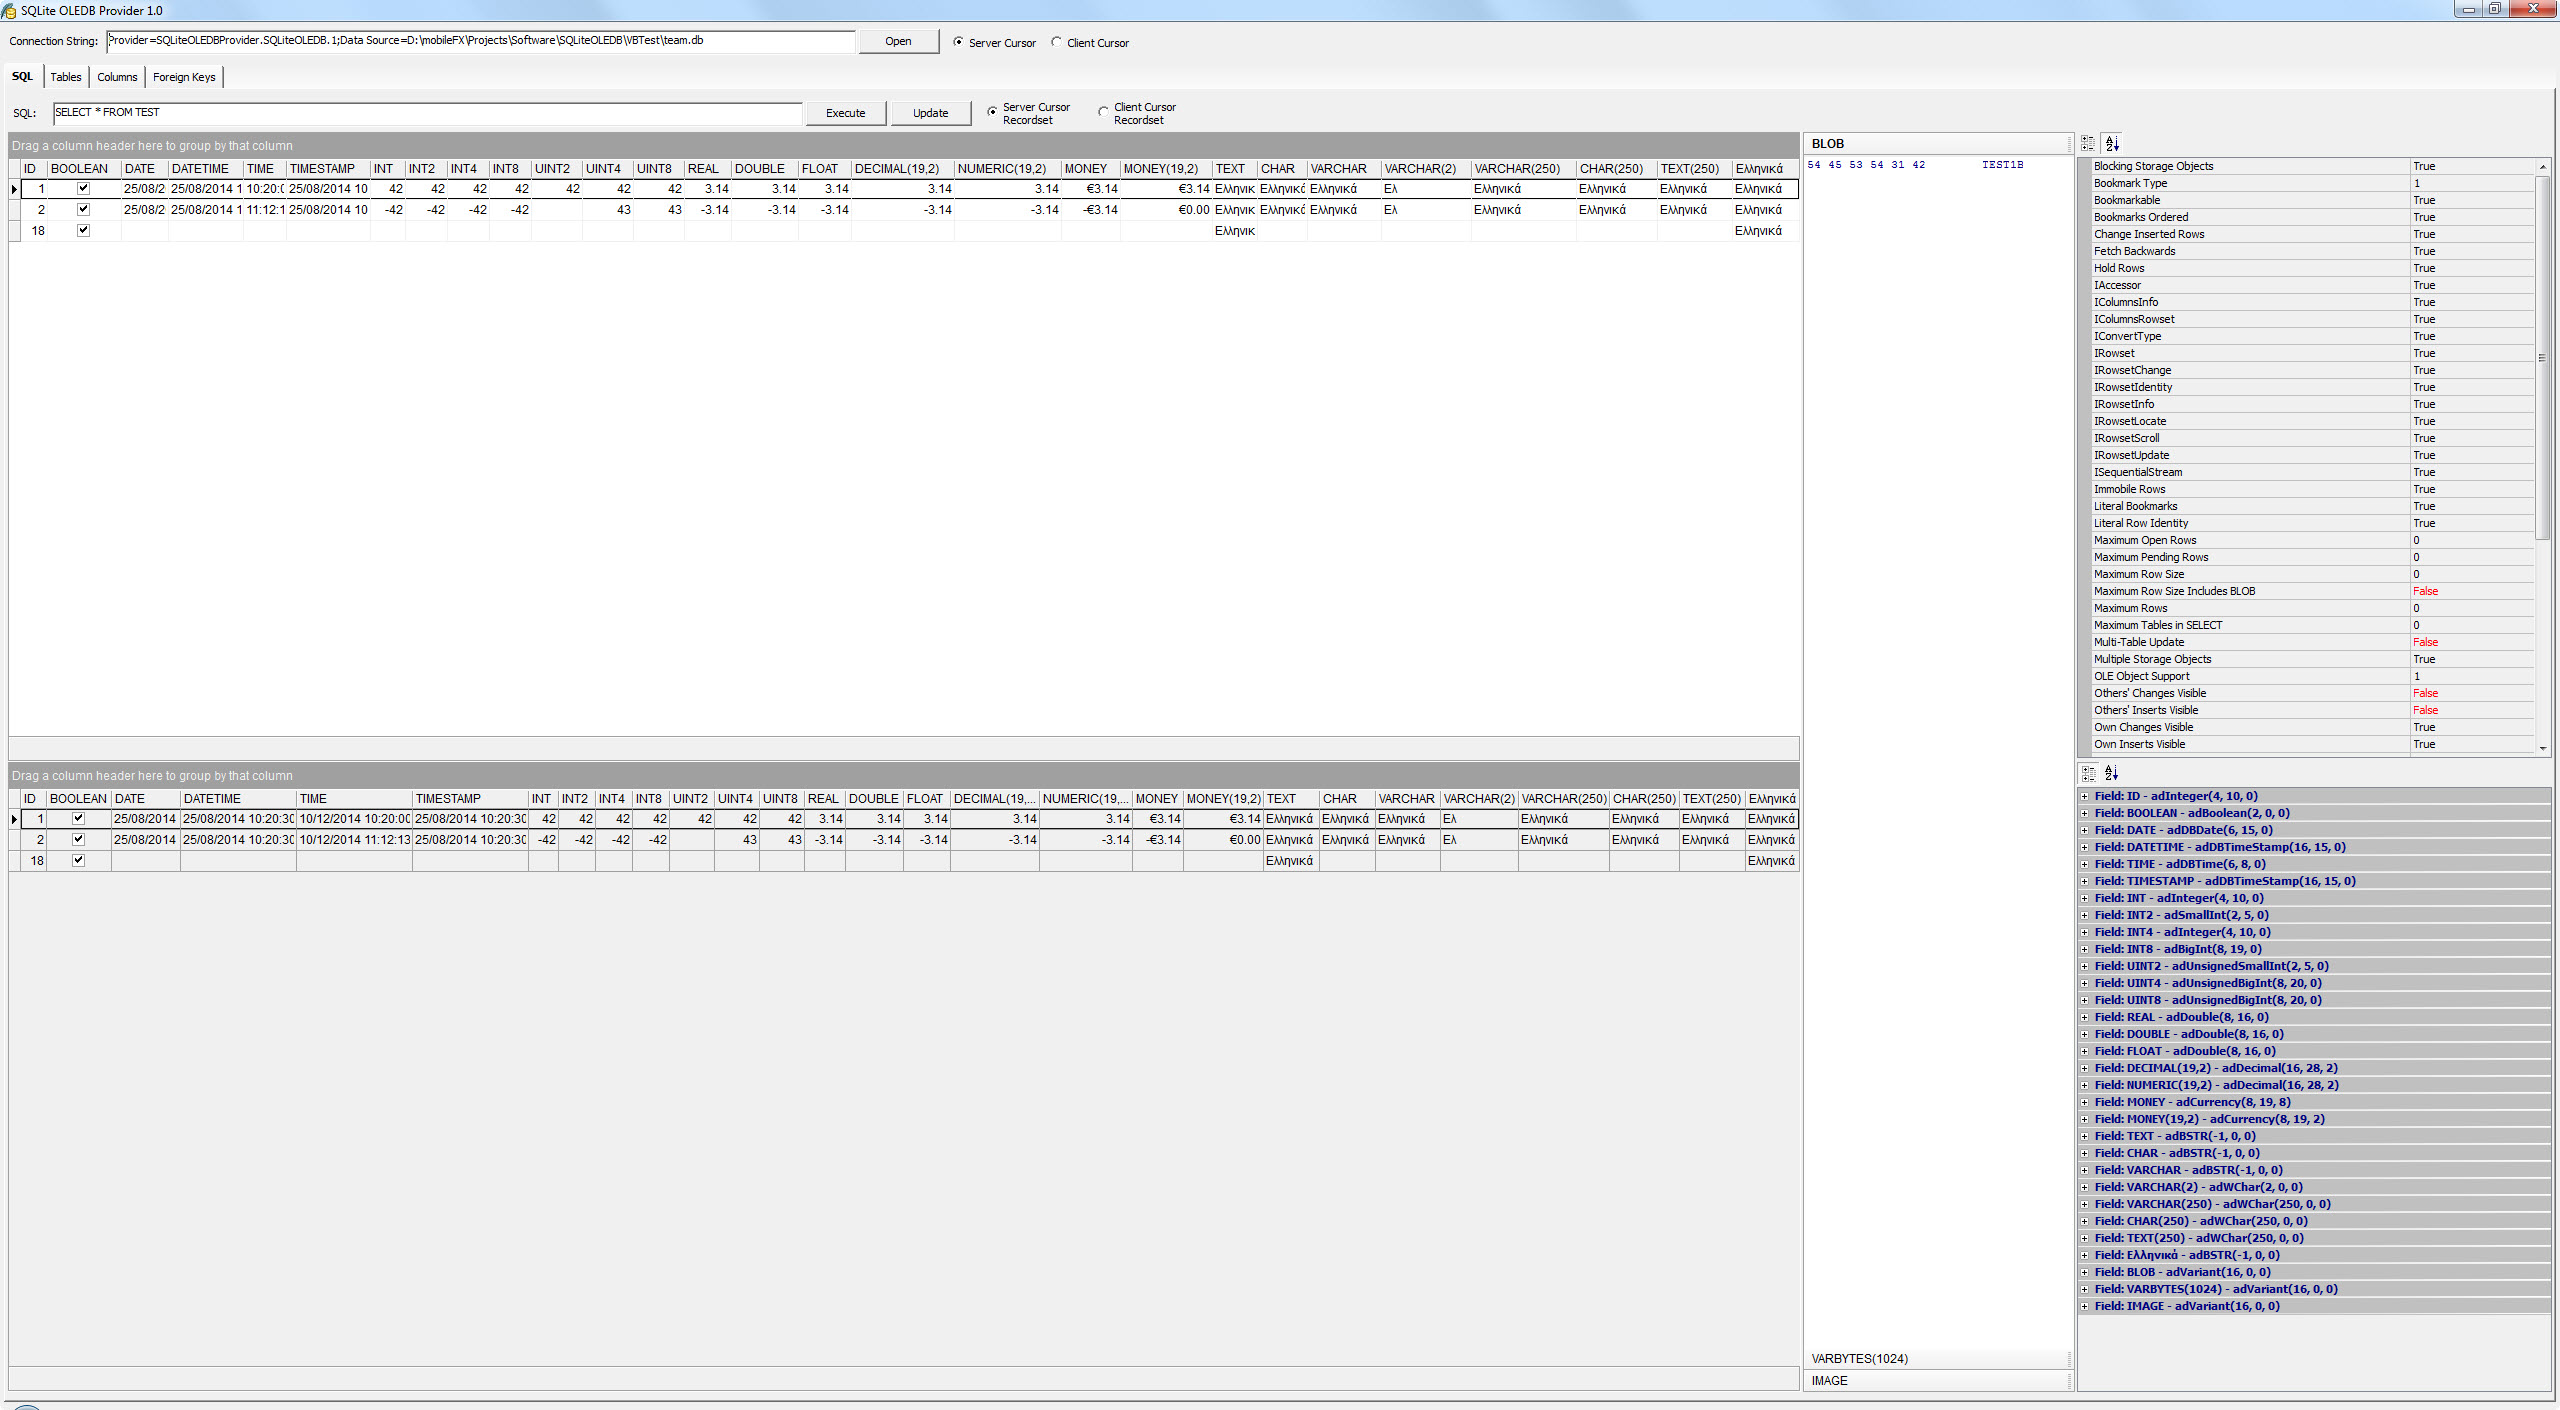 SQLite OLEDB Provider 1.0
Connection String: Provider=SQLiteOLEDBProvider.SQLiteOLEDB.1;Data Source=D:\mobileFX\Projects\Software\SQLiteOLEDB\VBTest\team.db Open Server Cursor Client Cursor
SQL Tables Columns Foreign Keys
SQL: SELECT * FROM TEST Execute Update Server Cursor Recordset Client Cursor Recordset
Drag a column header here to group by that column
ID BOOLEAN DATE DATETIME TIME TIMESTAMP INT INT2 INT4 INT8 UINT2 UINT4 UINT8 REAL DOUBLE FLOAT DECIMAL(19,2) NUMERIC(19,2) MONEY MONEY(19,2) TEXT CHAR VARCHAR VARCHAR(2) VARCHAR(250) CHAR(250) TEXT(250) Ελληνικά
1 25/08/2 25/08/2014 1 10:20:0 25/08/2014 10 42 42 42 42 42 42 42 3.14 3.14 3.14 3.14 3.14 €3.14 €3.14 Ελληνικ Ελληνικά Ελληνικά Ελ Ελληνικά Ελληνικά Ελληνικά Ελληνικά
2 25/08/2 25/08/2014 1 11:12:1 25/08/2014 10 -42 -42 -42 -42 43 43 -3.14 -3.14 -3.14 -3.14 -3.14 -€3.14 €0.00 Ελληνικ Ελληνικά Ελληνικά Ελ Ελληνικά Ελληνικά Ελληνικά Ελληνικά
18 Ελληνικ Ελληνικά
Drag a column header here to group by that column
ID BOOLEAN DATE DATETIME TIME TIMESTAMP INT INT2 INT4 INT8 UINT2 UINT4 UINT8 REAL DOUBLE FLOAT DECIMAL(19,... NUMERIC(19,... MONEY MONEY(19,2) TEXT CHAR VARCHAR VARCHAR(2) VARCHAR(250) CHAR(250) TEXT(250) Ελληνικά
1 25/08/2014 25/08/2014 10:20:30 10/12/2014 10:20:00 25/08/2014 10:20:30 42 42 42 42 42 42 42 3.14 3.14 3.14 3.14 3.14 €3.14 €3.14 Ελληνικά Ελληνικά Ελληνικά Ελ Ελληνικά Ελληνικά Ελληνικά Ελληνικά
2 25/08/2014 25/08/2014 10:20:30 10/12/2014 11:12:13 25/08/2014 10:20:30 -42 -42 -42 -42 43 43 -3.14 -3.14 -3.14 -3.14 -3.14 -€3.14 €0.00 Ελληνικά Ελληνικά Ελληνικά Ελ Ελληνικά Ελληνικά Ελληνικά Ελληνικά
18 Ελληνικά Ελληνικά
BLOB
54 45 53 54 31 42 TEST1B
VARBYTES(1024)
IMAGE
Blocking Storage Objects True
Bookmark Type 1
Bookmarkable True
Bookmarks Ordered True
Change Inserted Rows True
Fetch Backwards True
Hold Rows True
IAccessor True
IColumnsInfo True
IColumnsRowset True
IConvertType True
IRowset True
IRowsetChange True
IRowsetIdentity True
IRowsetInfo True
IRowsetLocate True
IRowsetScroll True
IRowsetUpdate True
ISequentialStream True
Immobile Rows True
Literal Bookmarks True
Literal Row Identity True
Maximum Open Rows 0
Maximum Pending Rows 0
Maximum Row Size 0
Maximum Row Size Includes BLOB False
Maximum Rows 0
Maximum Tables in SELECT 0
Multi-Table Update False
Multiple Storage Objects True
OLE Object Support 1
Others' Changes Visible False
Others' Inserts Visible False
Own Changes Visible True
Own Inserts Visible True
Field: ID - adInteger(4, 10, 0)
Field: BOOLEAN - adBoolean(2, 0, 0)
Field: DATE - adDBDate(6, 15, 0)
Field: DATETIME - adDBTimeStamp(16, 15, 0)
Field: TIME - adDBTime(6, 8, 0)
Field: TIMESTAMP - adDBTimeStamp(16, 15, 0)
Field: INT - adInteger(4, 10, 0)
Field: INT2 - adSmallInt(2, 5, 0)
Field: INT4 - adInteger(4, 10, 0)
Field: INT8 - adBigInt(8, 19, 0)
Field: UINT2 - adUnsignedSmallInt(2, 5, 0)
Field: UINT4 - adUnsignedBigInt(8, 20, 0)
Field: UINT8 - adUnsignedBigInt(8, 20, 0)
Field: REAL - adDouble(8, 16, 0)
Field: DOUBLE - adDouble(8, 16, 0)
Field: FLOAT - adDouble(8, 16, 0)
Field: DECIMAL(19,2) - adDecimal(16, 28, 2)
Field: NUMERIC(19,2) - adDecimal(16, 28, 2)
Field: MONEY - adCurrency(8, 19, 8)
Field: MONEY(19,2) - adCurrency(8, 19, 2)
Field: TEXT - adBSTR(-1, 0, 0)
Field: CHAR - adBSTR(-1, 0, 0)
Field: VARCHAR - adBSTR(-1, 0, 0)
Field: VARCHAR(2) - adWChar(2, 0, 0)
Field: VARCHAR(250) - adWChar(250, 0, 0)
Field: CHAR(250) - adWChar(250, 0, 0)
Field: TEXT(250) - adWChar(250, 0, 0)
Field: Ελληνικά - adBSTR(-1, 0, 0)
Field: BLOB - adVariant(16, 0, 0)
Field: VARBYTES(1024) - adVariant(16, 0, 0)
Field: IMAGE - adVariant(16, 0, 0)